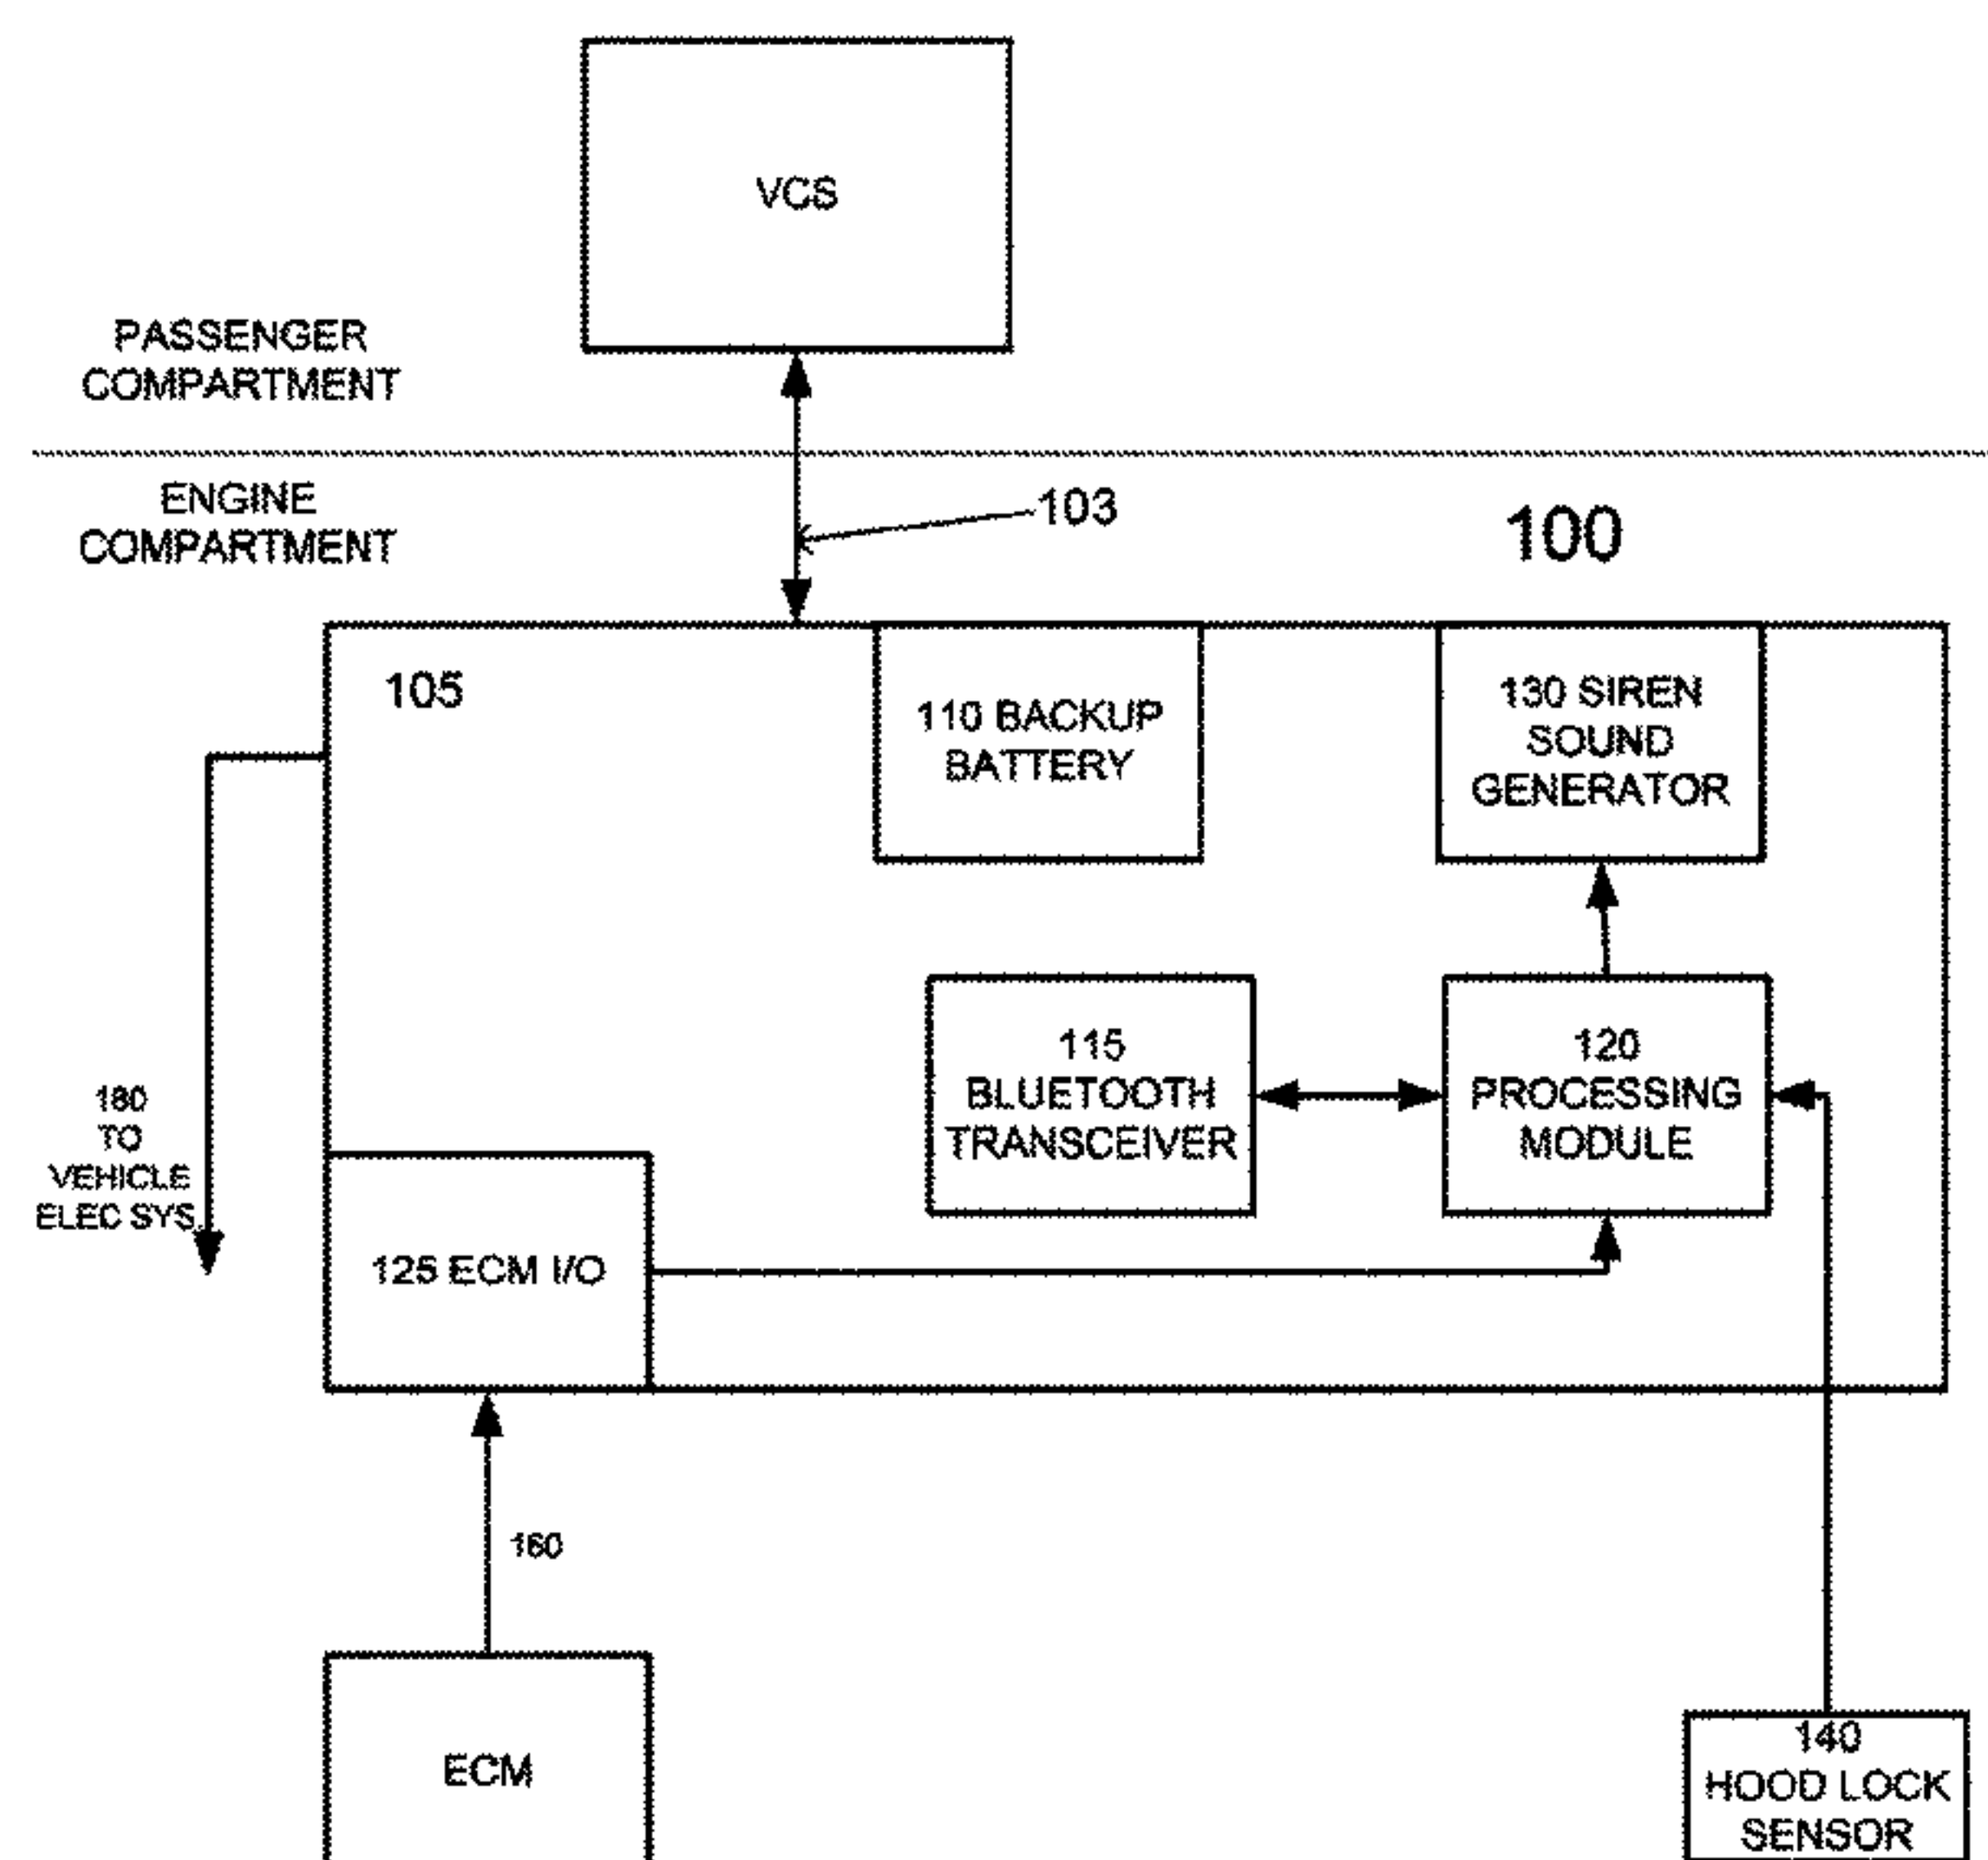 VCS
PASSENGER
COMPARTMENT
ENGINE
COMPARTMENT
103
100
105
110 BACKUP
BATTERY
130 SIREN
SOUND
GENERATOR
115
BLUETOOTH
TRANSCEIVER
120
PROCESSING
MODULE
180
TO
VEHICLE
ELEC SYS.
125 ECM I/O
160
ECM
140
HOOD LOCK
SENSOR